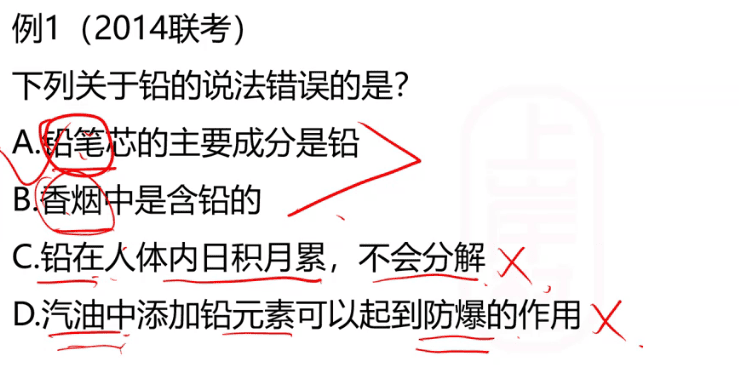 例1（2014联考）
下列关于铅的说法错误的是？
A.铅笔芯的主要成分是铅
B.香烟中是含铅的
C.铅在人体内日积月累，不会分解
D.汽油中添加铅元素可以起到防爆的作用